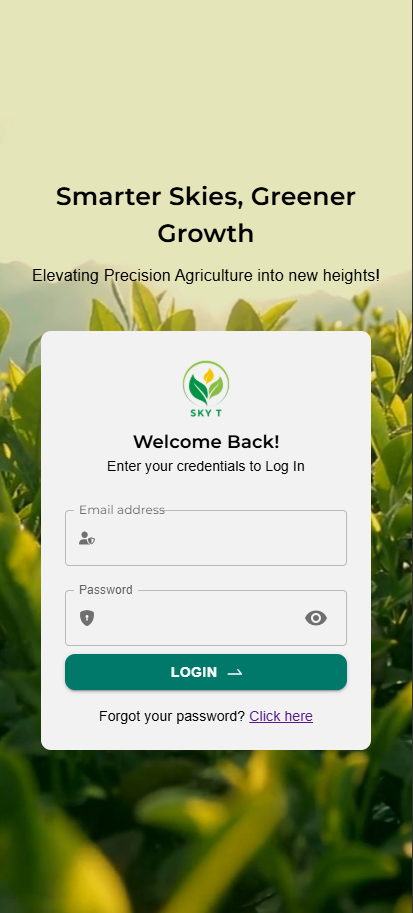 Smarter Skies, Greener
Growth
Elevating Precision Agriculture into new heights!
SKY T
Welcome Back!
Enter your credentials to Log In
Email address
Password
LOGIN
Forgot your password? Click here